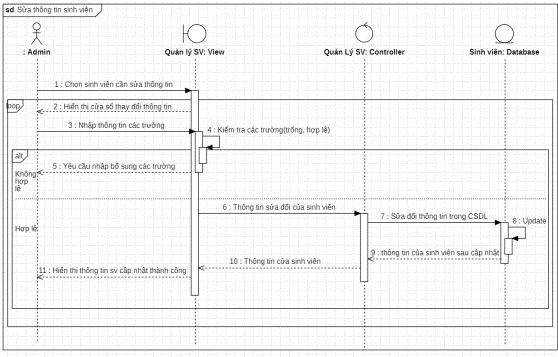 sd Sửa thông tin sinh viên
: Admin
Quản lý SV: View
Quản Lý SV: Controller
Sinh viên: Database
1 : Chọn sinh viên cần sửa thông tin
loop
2 : Hiển thị cửa sổ thay đổi thông tin
3 : Nhập thông tin các trường
4 : Kiểm tra các trường(trống, hợp lệ)
alt
5 : Yêu cầu nhập bổ sung các trường
Không
hợp
lệ
6 : Thông tin sửa đổi của sinh viên
7 : Sửa đổi thông tin trong CSDL
8 : Update
Hợp lệ
9 : thông tin của sinh viên sau cập nhật
10 : Thông tin cửa sinh viên
11 : Hiển thị thông tin sv cập nhật thành công